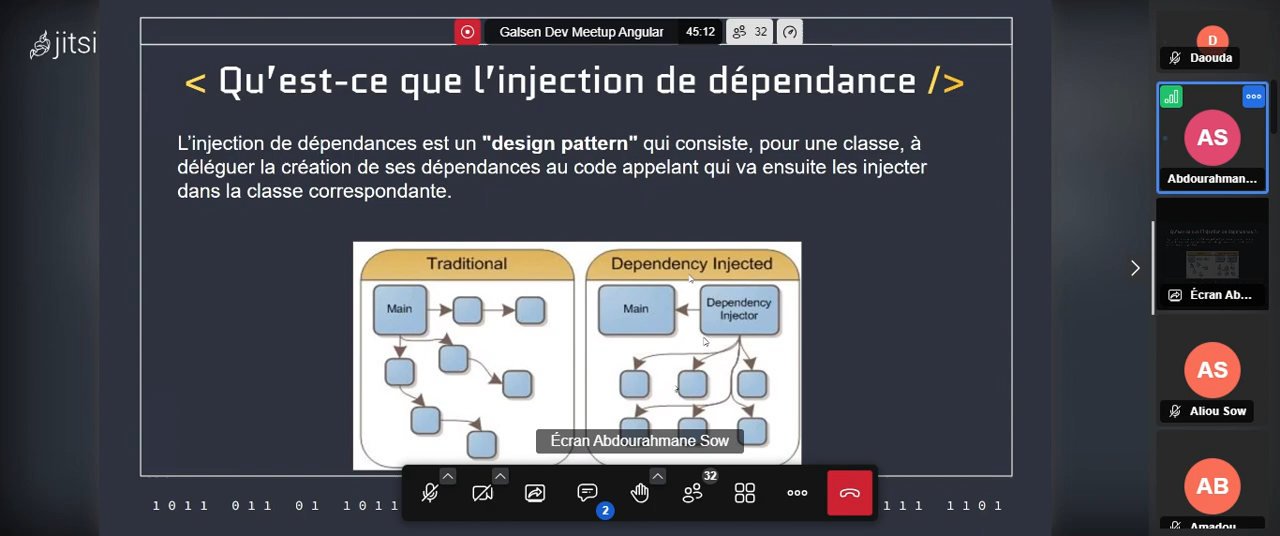 jitsi
Galsen Dev Meetup Angular 45:12 32
< Qu'est-ce que l'injection de dépendance />
L'injection de dépendances est un "design pattern" qui consiste, pour une classe, à
déléguer la création de ses dépendances au code appelant qui va ensuite les injecter
dans la classe correspondante.
Traditional
Main
Dependency Injected
Main
Dependency
Injector
Écran Abdourahmane Sow
32
2
1011 011 01 1011
111 1101
D
Daouda
AS
Abdourahman...
Écran Ab...
AS
Aliou Sow
AB
Amadou